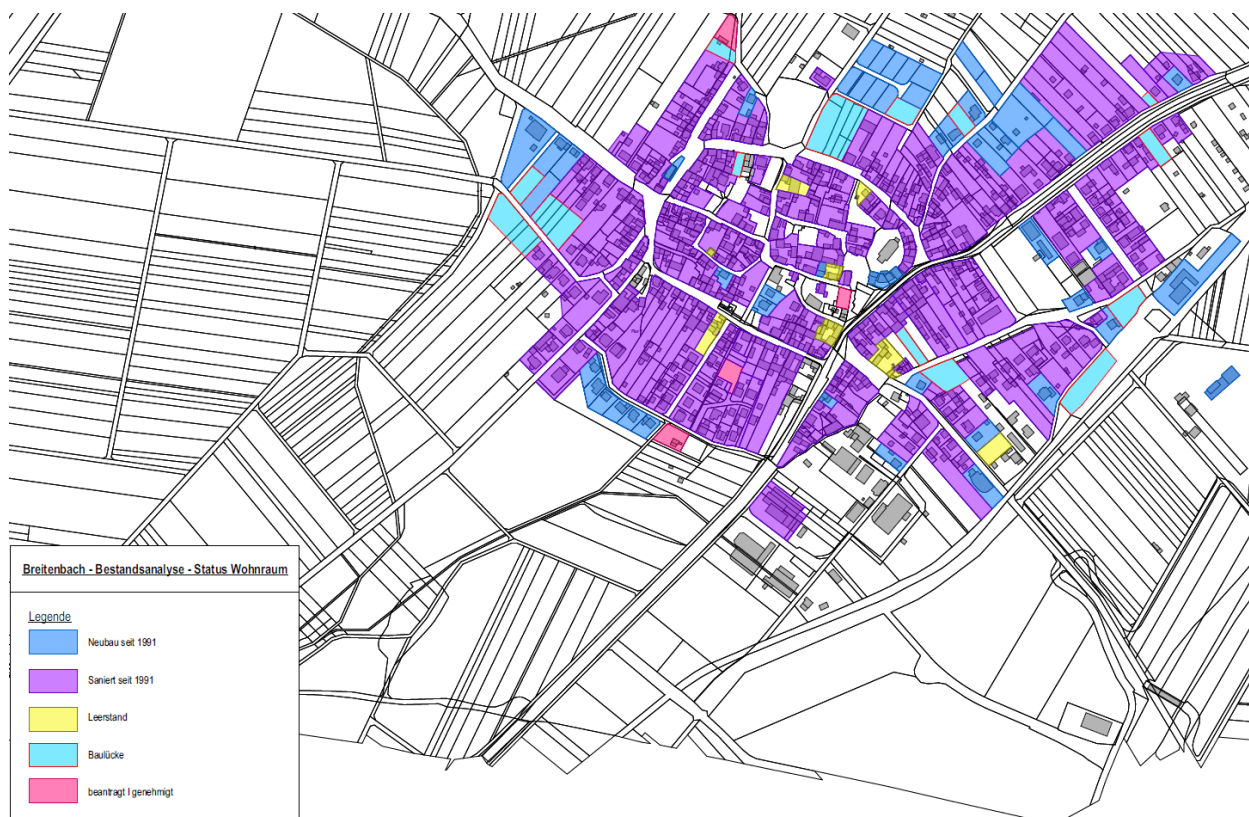 Breitenbach - Bestandsanalyse - Status Wohnraum
Legende
Neubau seit 1991
Saniert seit 1991
Leerstand
Baulücke
beantragt I genehmigt